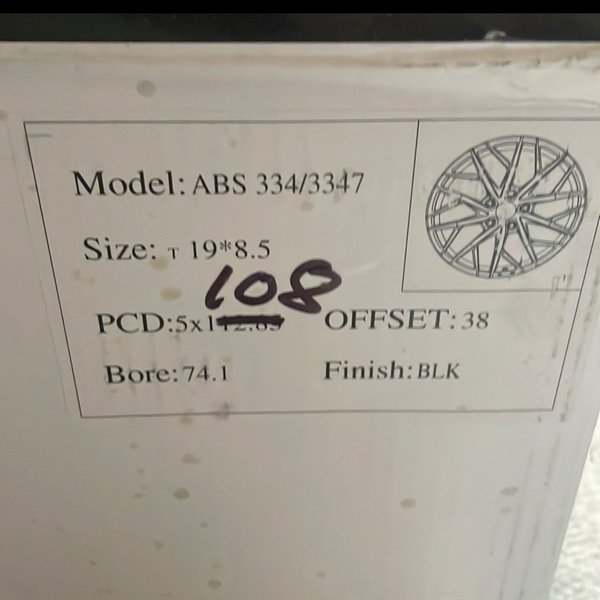 Model: ABS 334/3347
Size: T 19*8.5
108
PCD:5x1 OFFSET: 38
Bore: 74.1 Finish: BLK